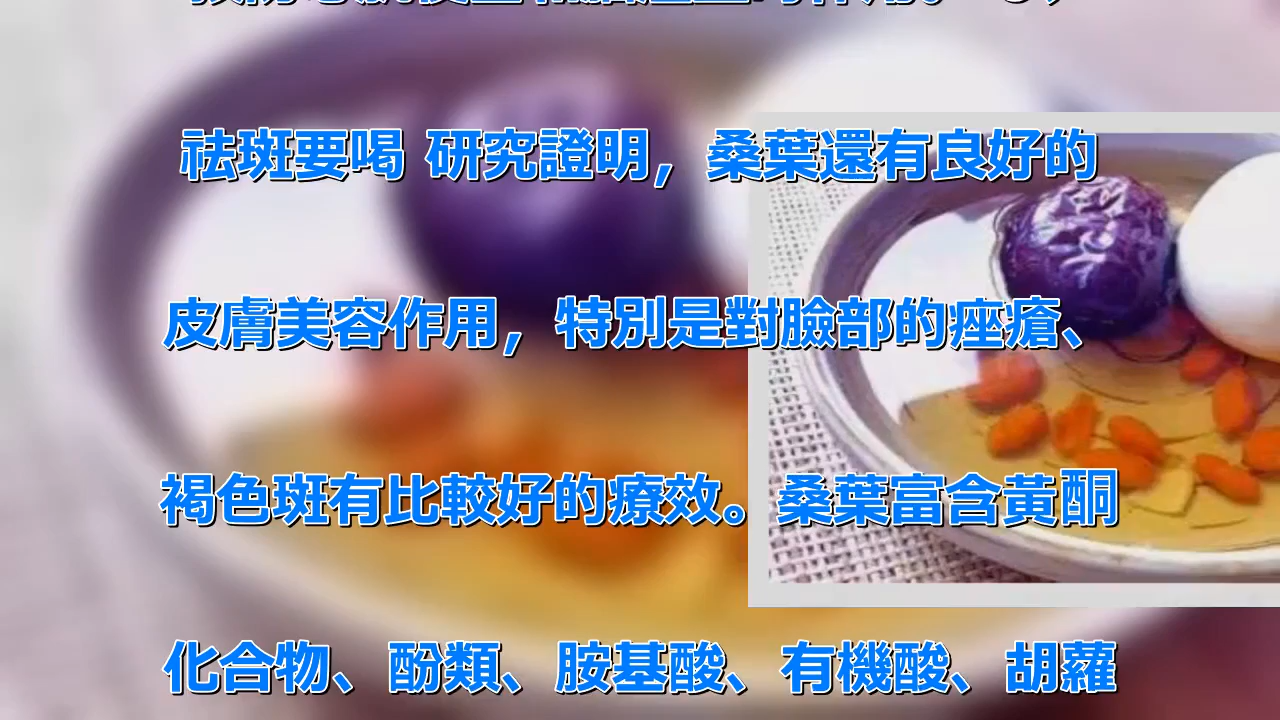 祛斑要喝 研究證明，桑葉還有良好的
皮膚美容作用，特別是對臉部的痤瘡、
褐色斑有比較好的療效。桑葉富含黃酮
化合物、酚類、胺基酸、有機酸、胡蘿